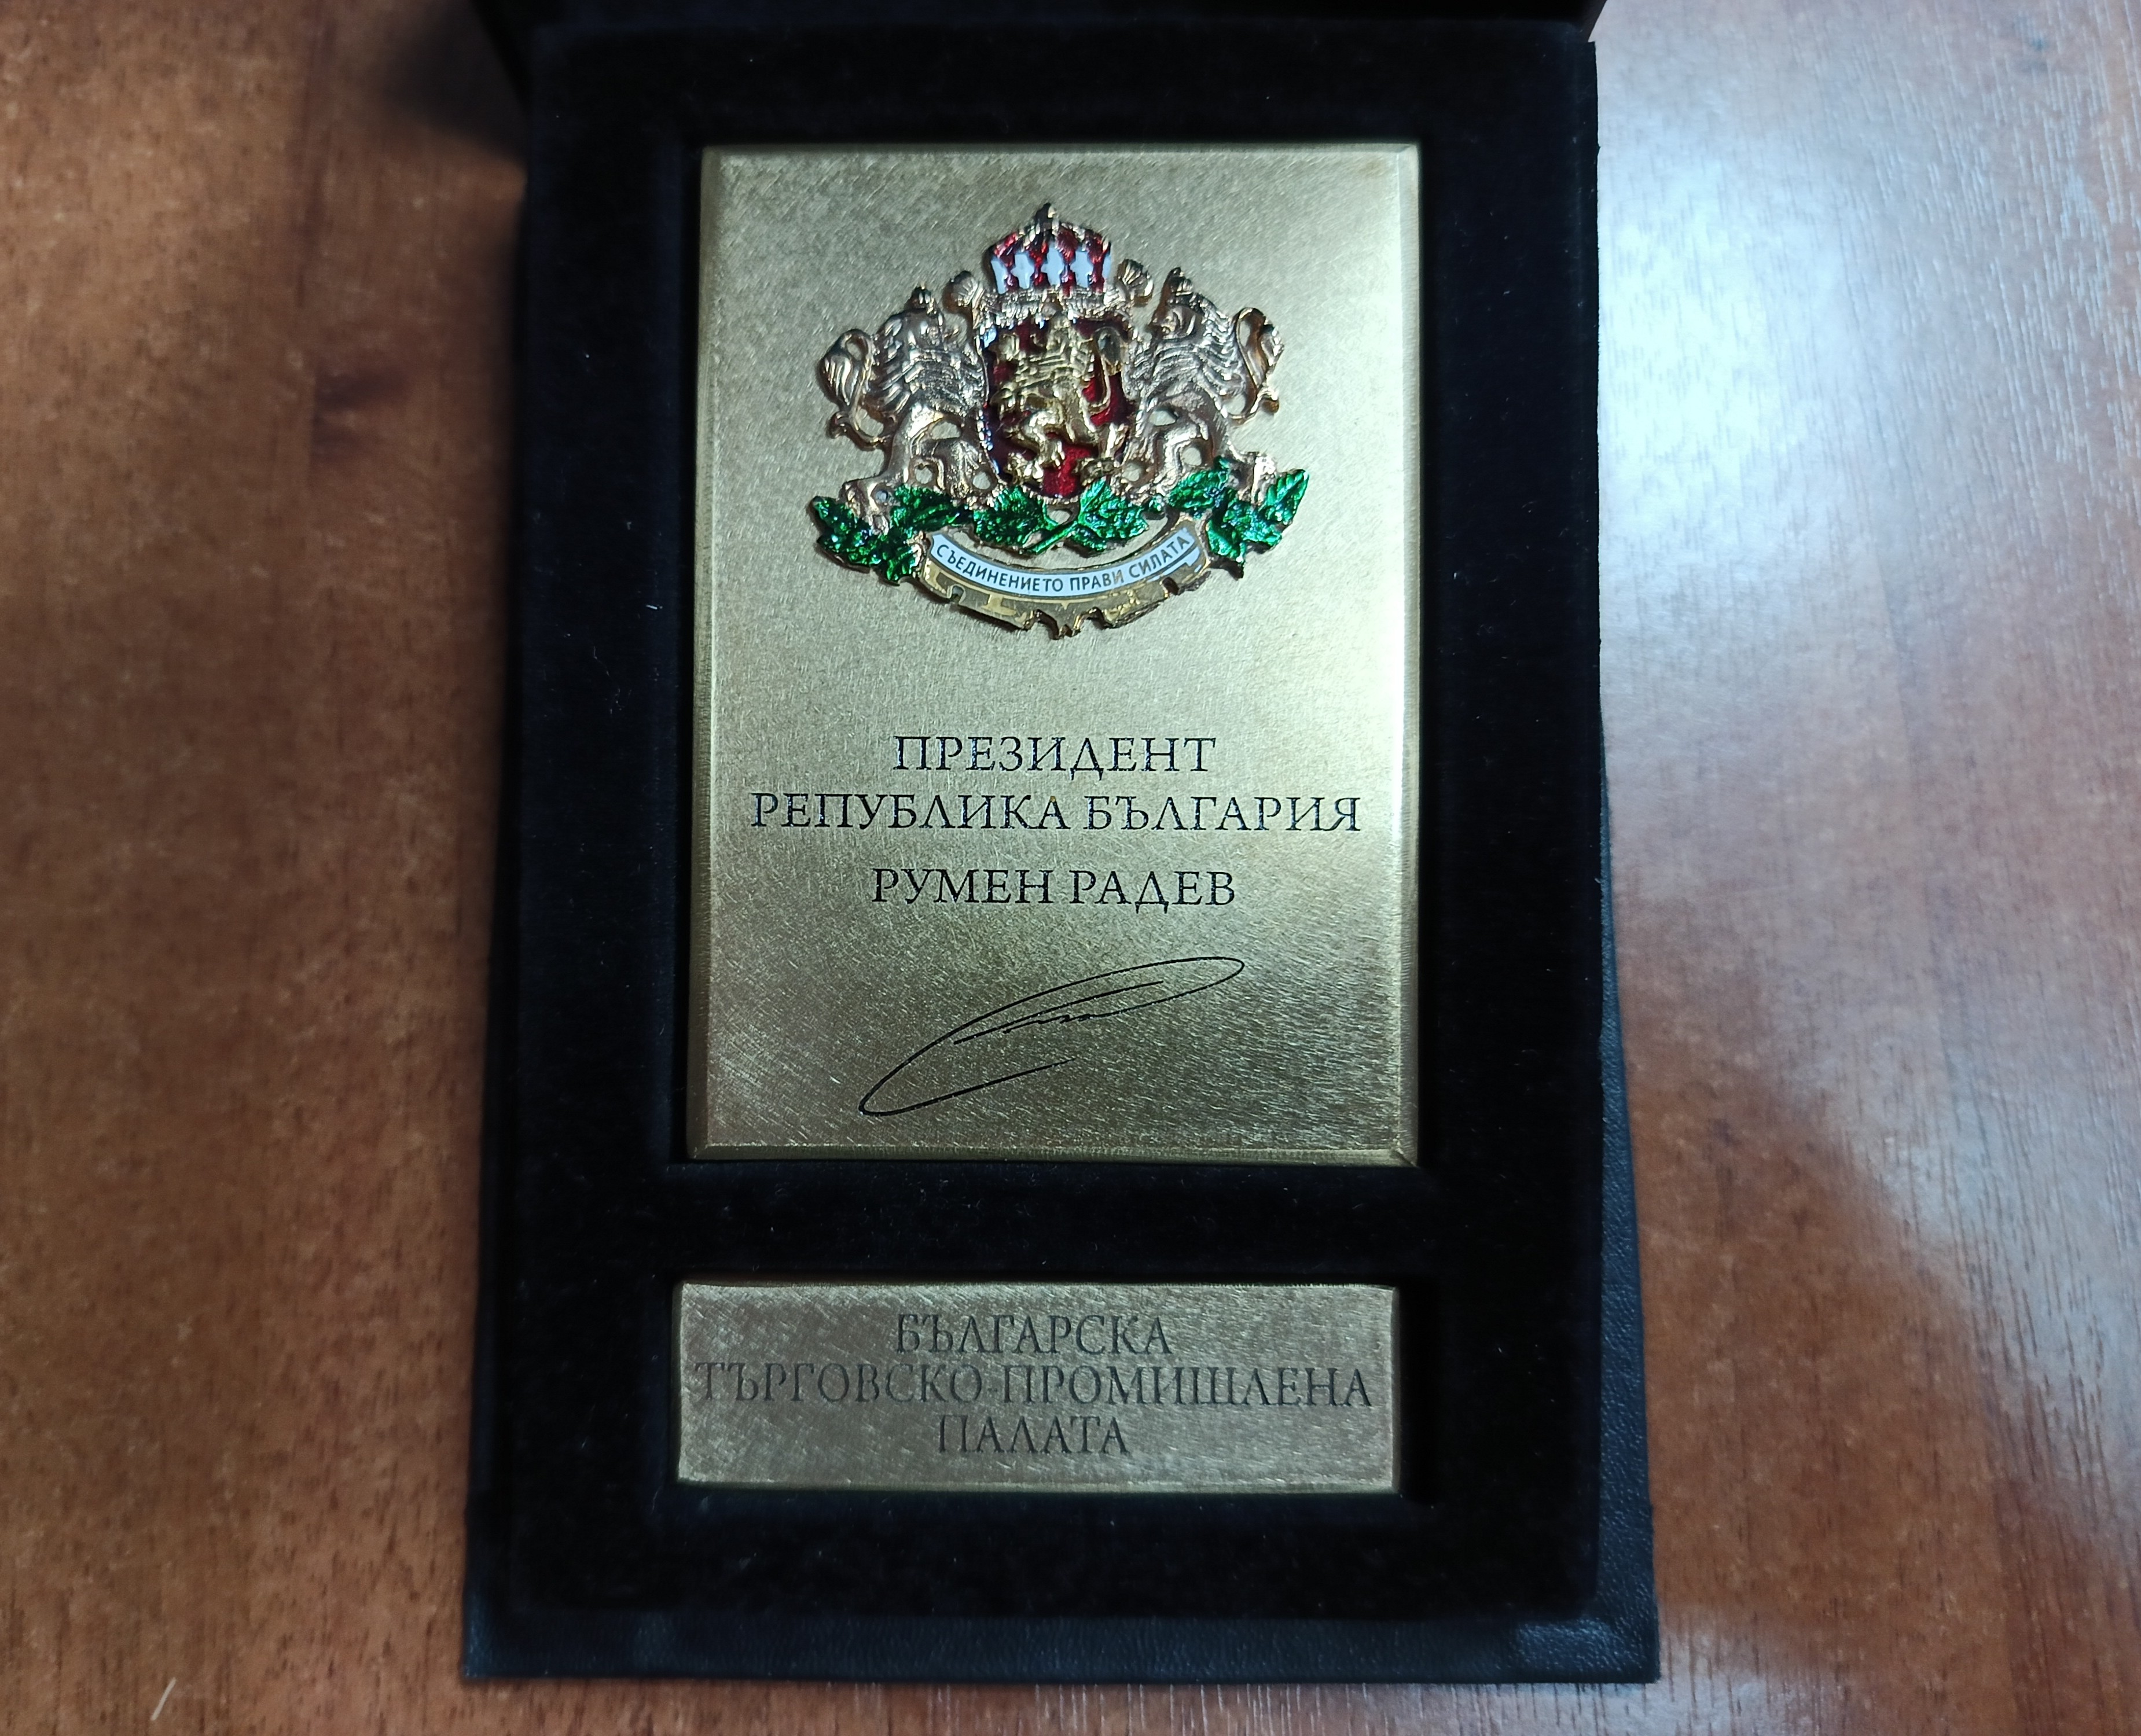 СЪЕДИНЕНИЕТО ПРАВИ СИЛАТА
ПРЕЗИДЕНТ
РЕПУБЛИКА БЪЛГАРИЯ
РУМЕН РАДЕВ
БЪЛГАРСКА
ТЪРГОВСКО-ПРОМИШЛЕНА
ПАЛАТА